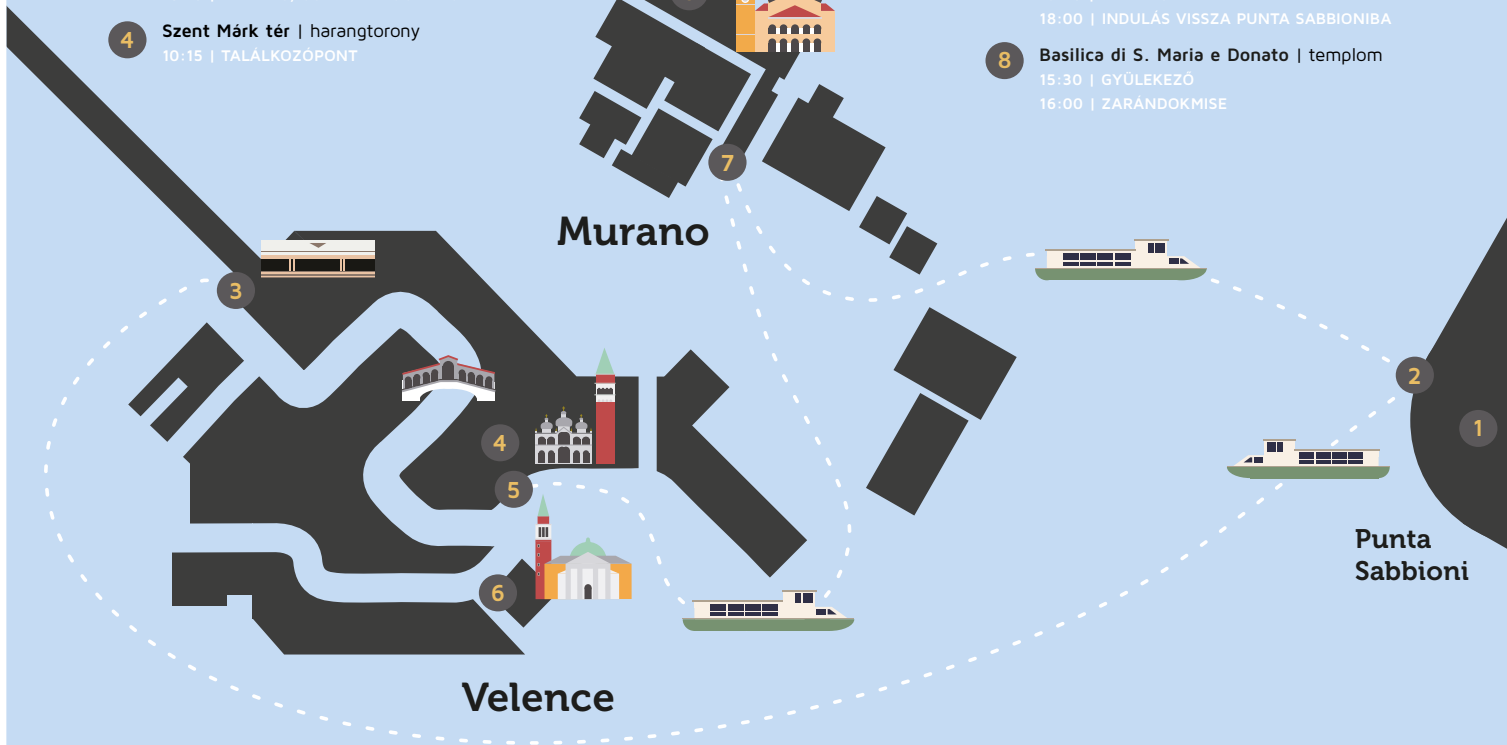 4 Szent Márk tér | harangtorony
10:15 | TALÁLKOZÓPONT
18:00 | INDULÁS VISSZA PUNTA SABBIONIBA
8 Basilica di S. Maria e Donato | templom
15:30 | GYÜLEKEZŐ
16:00 | ZARÁNDOKMISE
7
Murano
3
2
1
4
5
Punta
Sabbioni
6
Velence